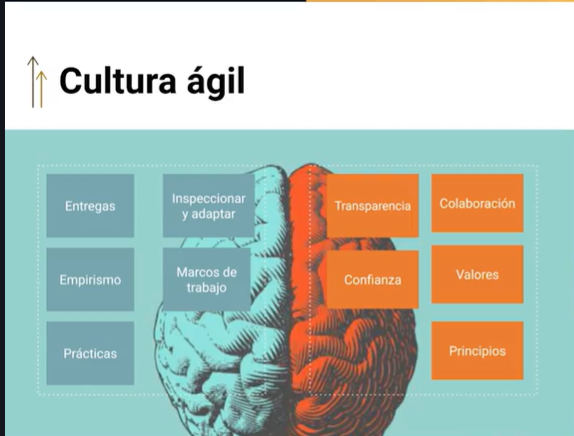 Cultura ágil
Entregas
Inspeccionar
y adaptar
Transparencia
Colaboración
Empirismo
Marcos de
trabajo
Confianza
Valores
Prácticas
Principios